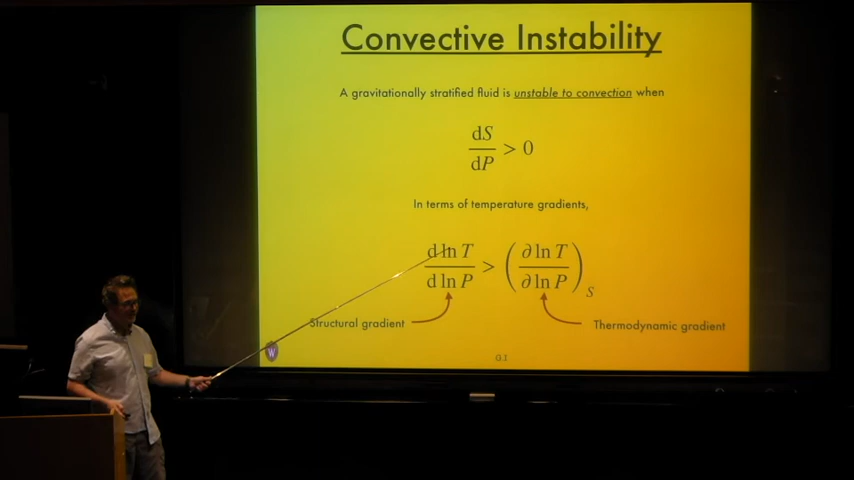 Convective Instability
A gravitationally stratified fluid is unstable to convection when
dS
dP > 0
In terms of temperature gradients,
d ln T
d ln P > (∂ ln T
∂ ln P)S
Structural gradient
Thermodynamic gradient
W